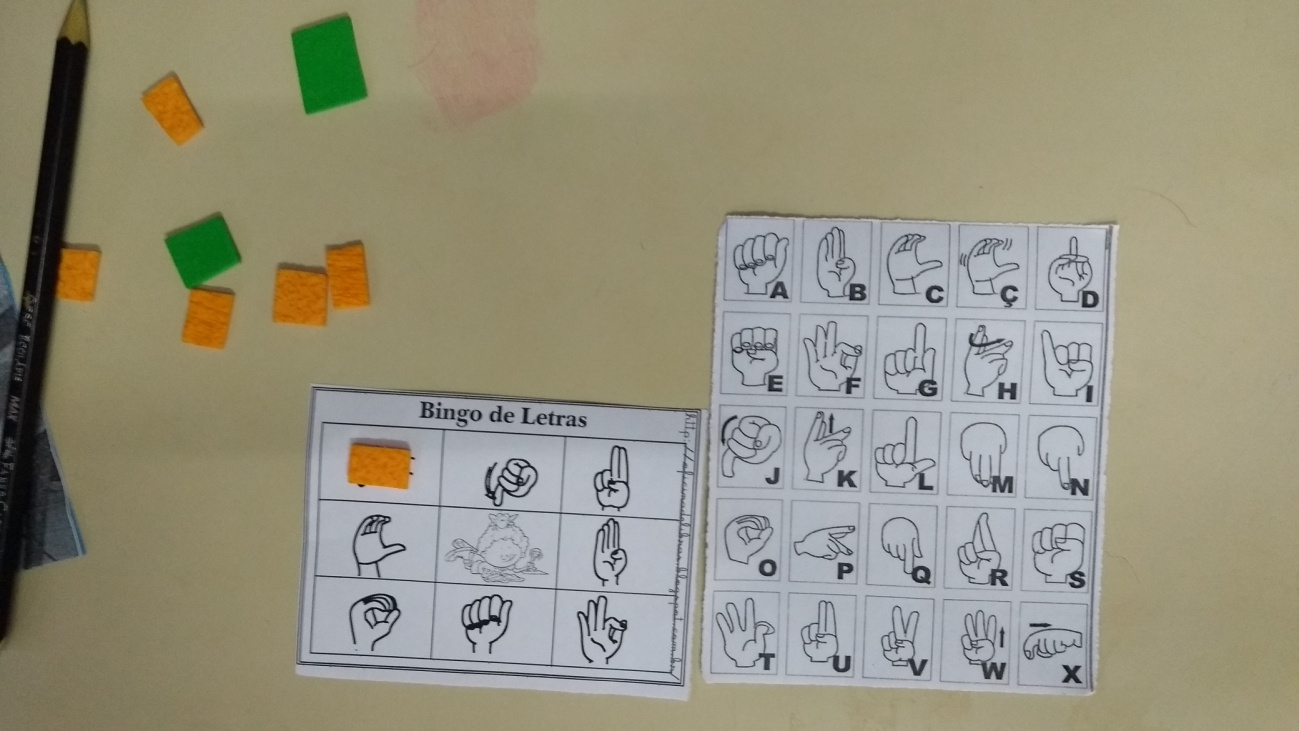 Bingo de Letras
A B C Ç D
E F G H I
J K L M N
O P Q R S
T U V W X